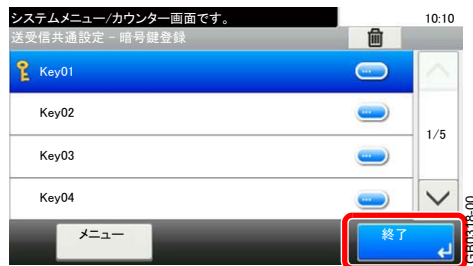 システムメニュー/カウンター画面です。
10:10
送受信共通設定 - 暗号鍵登録
Key01
Key02
1/5
Key03
Key04
メニュー
終了
GB0318-00